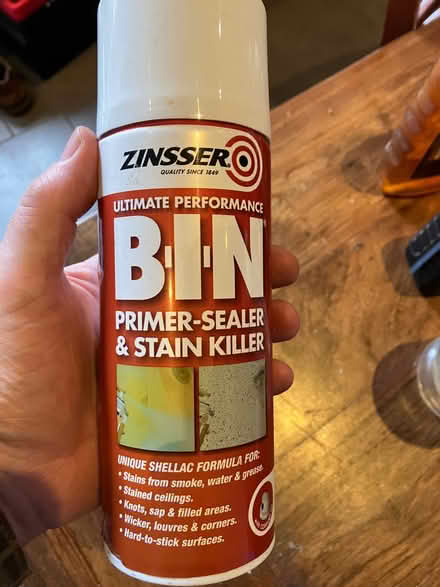 ZINSSER
QUALITY SINCE 1849
ULTIMATE PERFORMANCE
B-I-N®
PRIMER-SEALER
& STAIN KILLER
UNIQUE SHELLAC FORMULA FOR:
• Stains from smoke, water & grease.
• Stained ceilings.
• Knots, sap & filled areas.
• Wicker, louvres & corners.
• Hard-to-stick surfaces.